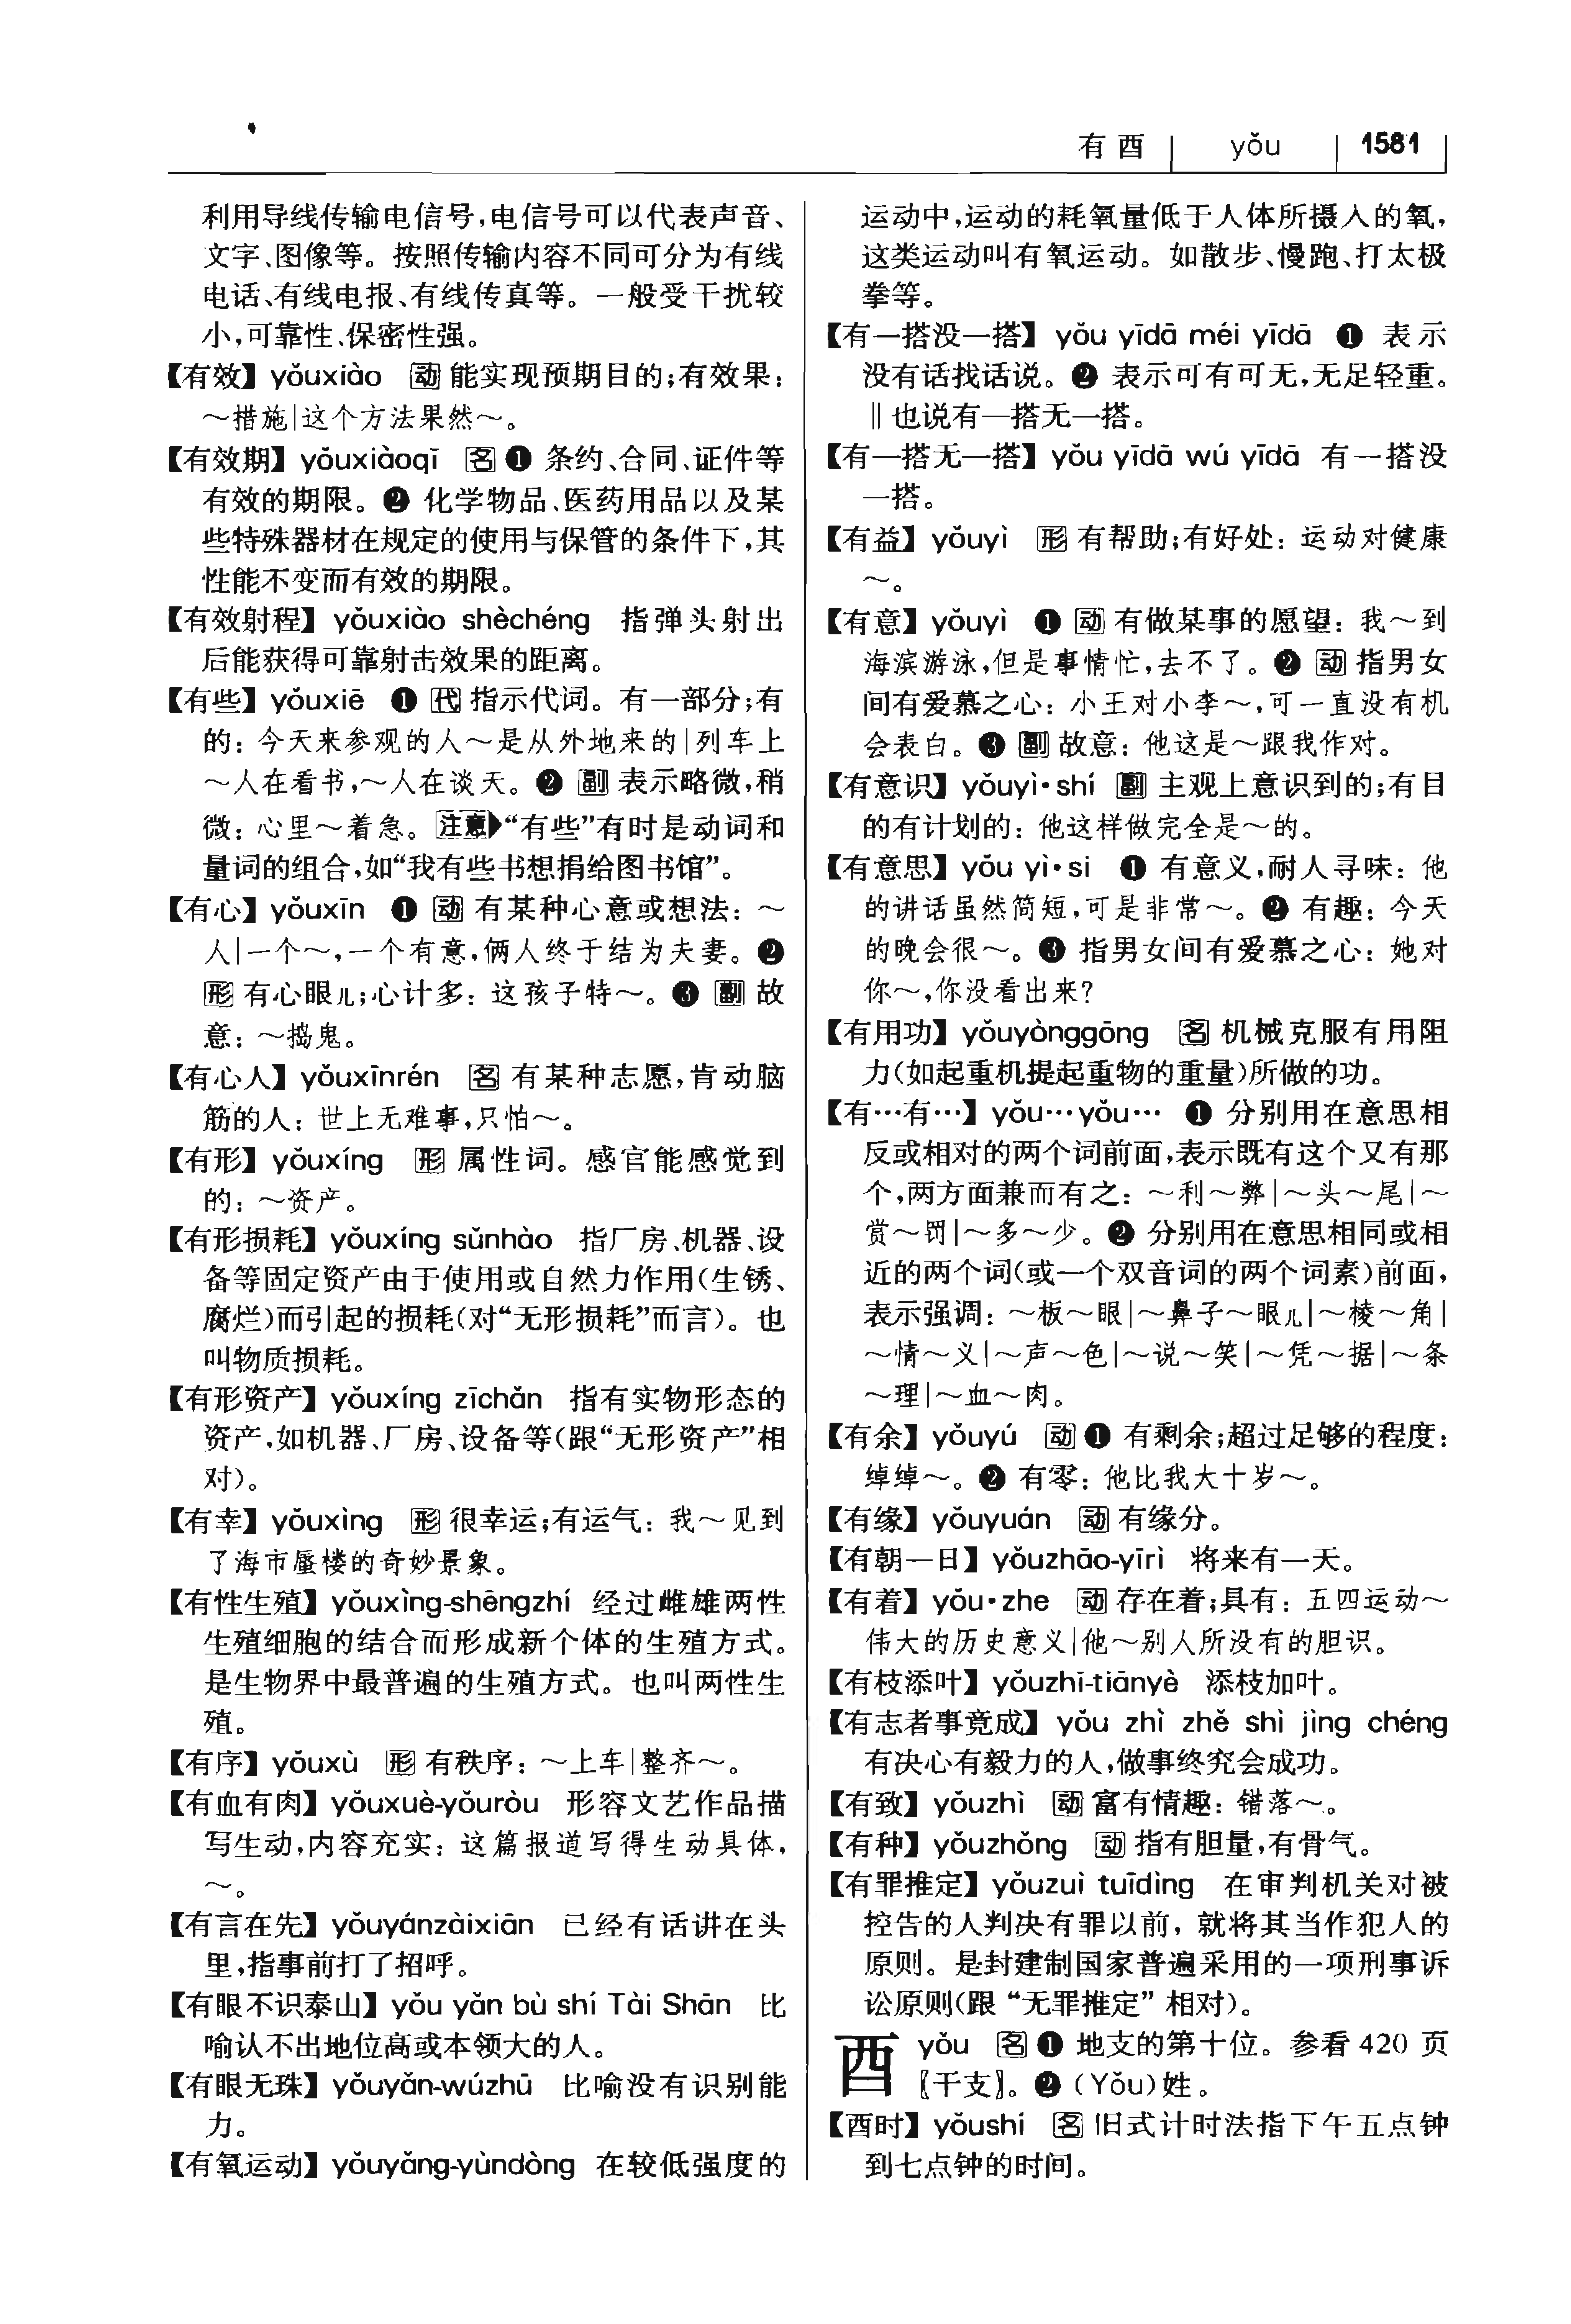 有酉 yǒu 1581
利用导线传输电信号,电信号可以代表声音、
文字、图像等。按照传输内容不同可分为有线
电话、有线电报、有线传真等。一般受干扰较
小,可靠性、保密性强。
【有效】yǒuxiào 动 能实现预期目的;有效果:
～措施|这个方法果然～。
【有效期】yǒuxiàoqī 名 ❶ 条约、合同、证件等
有效的期限。❷ 化学物品、医药用品以及某
些特殊器材在规定的使用与保管的条件下,其
性能不变而有效的期限。
【有效射程】yǒuxiào shèchéng 指弹头射出
后能获得可靠射击效果的距离。
【有些】yǒuxiē ❶ 代 指示代词。有一部分;有
的: 今天来参观的人～是从外地来的|列车上
～人在看书,～人在谈天。❷ 副 表示略微,稍
微: 心里～着急。注意▶“有些”有时是动词和
量词的组合,如“我有些书想捐给图书馆”。
【有心】yǒuxīn ❶ 动 有某种心意或想法: ～
人|一个～,一个有意,俩人终于结为夫妻。❷
形 有心眼儿;心计多: 这孩子特～。❸ 副 故
意: ～捣鬼。
【有心人】yǒuxīnrén 名 有某种志愿,肯动脑
筋的人: 世上无难事,只怕～。
【有形】yǒuxíng 形 属性词。感官能感觉到
的: ～资产。
【有形损耗】yǒuxíng sǔnhào 指厂房、机器、设
备等固定资产由于使用或自然力作用(生锈、
腐烂)而引起的损耗(对“无形损耗”而言)。也
叫物质损耗。
【有形资产】yǒuxíng zīchǎn 指有实物形态的
资产,如机器、厂房、设备等(跟“无形资产”相
对)。
【有幸】yǒuxìng 形 很幸运;有运气: 我～见到
了海市蜃楼的奇妙景象。
【有性生殖】yǒuxìng-shēngzhí 经过雌雄两性
生殖细胞的结合而形成新个体的生殖方式。
是生物界中最普遍的生殖方式。也叫两性生
殖。
【有序】yǒuxù 形 有秩序: ～上车|整齐～。
【有血有肉】yǒuxuè-yǒuròu 形容文艺作品描
写生动,内容充实: 这篇报道写得生动具体,
～。
【有言在先】yǒuyánzàixiān 已经有话讲在头
里,指事前打了招呼。
【有眼不识泰山】yǒu yǎn bù shí Tài Shān 比
喻认不出地位高或本领大的人。
【有眼无珠】yǒuyǎn-wúzhū 比喻没有识别能
力。
【有氧运动】yǒuyǎng-yùndòng 在较低强度的
运动中,运动的耗氧量低于人体所摄入的氧,
这类运动叫有氧运动。如散步、慢跑、打太极
拳等。
【有一搭没一搭】yǒu yīdā méi yīdā ❶ 表示
没有话找话说。❷ 表示可有可无,无足轻重。
‖也说有一搭无一搭。
【有一搭无一搭】yǒu yīdā wú yīdā 有一搭没
一搭。
【有益】yǒuyì 形 有帮助;有好处: 运动对健康
～。
【有意】yǒuyì ❶ 动 有做某事的愿望: 我～到
海滨游泳,但是事情忙,去不了。❷ 动 指男女
间有爱慕之心: 小王对小李～,可一直没有机
会表白。❸ 副 故意: 他这是～跟我作对。
【有意识】yǒuyì·shí 副 主观上意识到的;有目
的有计划的: 他这样做完全是～的。
【有意思】yǒu yì·si ❶ 有意义,耐人寻味: 他
的讲话虽然简短,可是非常～。❷ 有趣: 今天
的晚会很～。❸ 指男女间有爱慕之心: 她对
你～,你没看出来?
【有用功】yǒuyònggōng 名 机械克服有用阻
力(如起重机提起重物的重量)所做的功。
【有…有…】yǒu…yǒu… ❶ 分别用在意思相
反或相对的两个词前面,表示既有这个又有那
个,两方面兼而有之: ～利～弊|～头～尾|～
赏～罚|～多～少。❷ 分别用在意思相同或相
近的两个词(或一个双音词的两个词素)前面,
表示强调: ～板～眼|～鼻子～眼儿|～棱～角|
～情～义|～声～色|～说～笑|～凭～据|～条
～理|～血～肉。
【有余】yǒuyú 动 ❶ 有剩余;超过足够的程度:
绰绰～。❷ 有零: 他比我大十岁～。
【有缘】yǒuyuán 动 有缘分。
【有朝一日】yǒuzhāo-yīrì 将来有一天。
【有着】yǒu·zhe 动 存在着;具有: 五四运动～
伟大的历史意义|他～别人所没有的胆识。
【有枝添叶】yǒuzhī-tiānyè 添枝加叶。
【有志者事竟成】yǒu zhì zhě shì jìng chéng
有决心有毅力的人,做事终究会成功。
【有致】yǒuzhì 动 富有情趣: 错落～。
【有种】yǒuzhǒng 动 指有胆量,有骨气。
【有罪推定】yǒuzuì tuīdìng 在审判机关对被
控告的人判决有罪以前, 就将其当作犯人的
原则。是封建制国家普遍采用的一项刑事诉
讼原则(跟“无罪推定”相对)。
酉 yǒu 名 ❶ 地支的第十位。参看 420 页
〖干支〗。❷ (Yǒu)姓。
【酉时】yǒushí 名 旧式计时法指下午五点钟
到七点钟的时间。